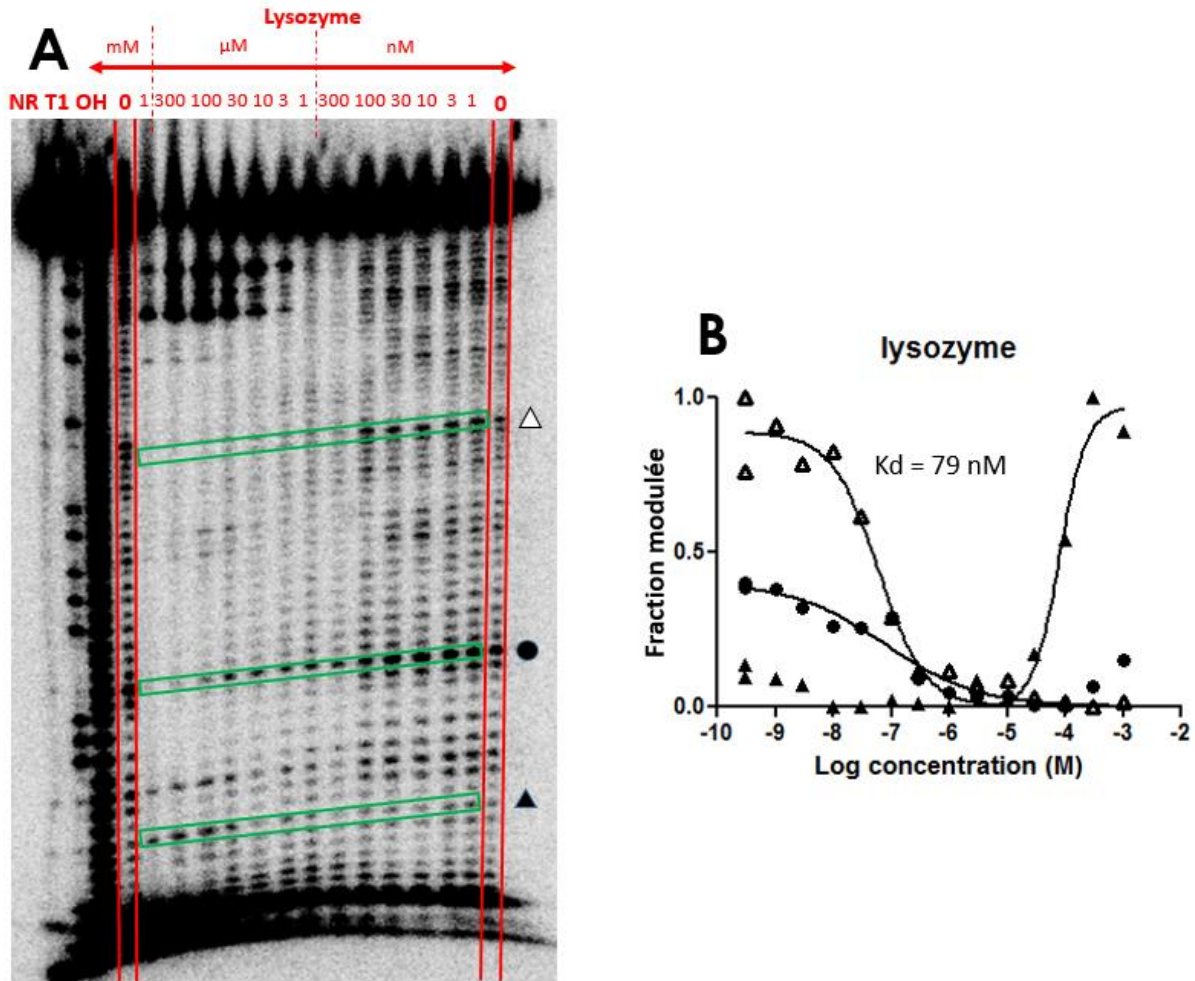 A
Lysozyme
mM µM nM
NR T1 OH 0 1 300 100 30 10 3 1 300 100 30 10 3 1 0
B
lysozyme
Kd = 79 nM
Fraction modulée
1.0
0.5
0.0
-10 -9 -8 -7 -6 -5 -4 -3 -2
Log concentration (M)